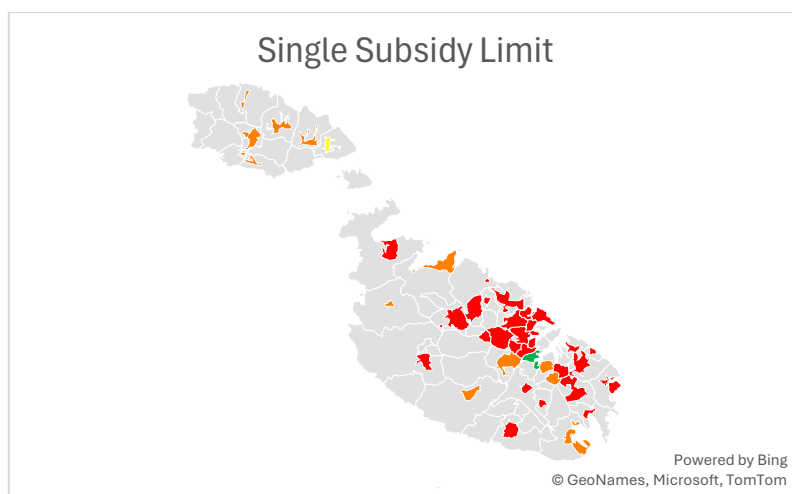 Single Subsidy Limit
Powered by Bing
© GeoNames, Microsoft, TomTom